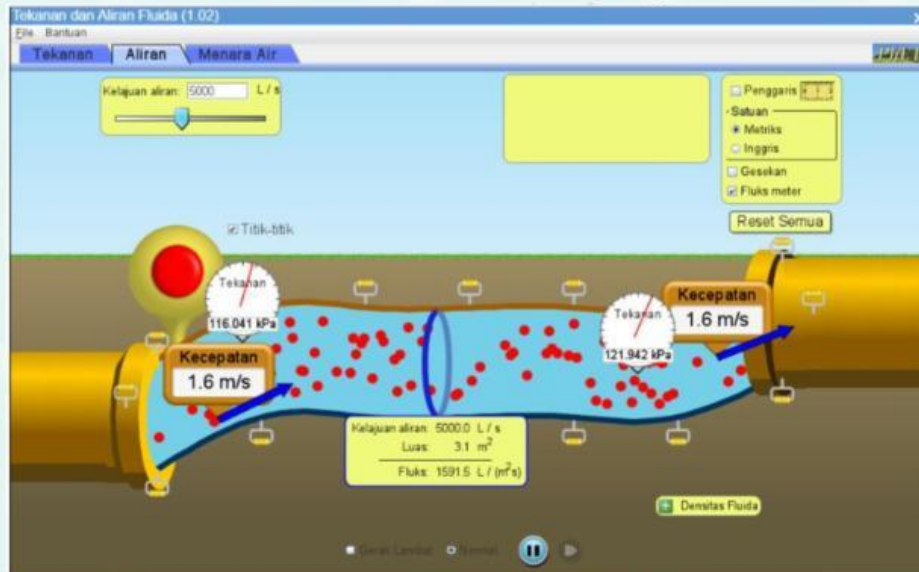 Tekanan dan Aliran Fluida (1.02)
File Bantuan
Tekanan Aliran Menara Air
Kelajuan aliran: 5000 L / s
Penggaris
Satuan
Metriks
Inggris
Gesekan
Fluks meter
Reset Semua
Titik-titik
Tekanan
116.041 kPa
Kecepatan
1.6 m/s
Tekanan
121.942 kPa
Kecepatan
1.6 m/s
Kelajuan aliran: 5000.0 L / s
Luas: 3.1 m²
Fluks: 1591.5 L / (m²s)
Densitas Fluida
Gerak Lambat Normal